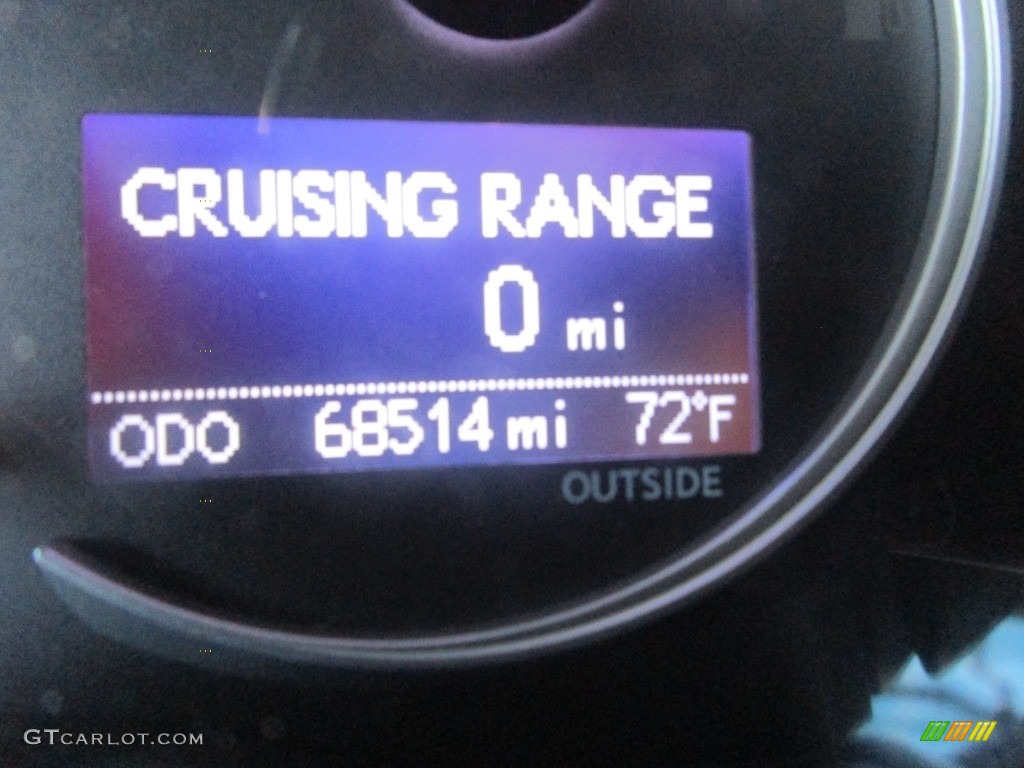 CRUISING RANGE
0 mi
ODO 68514 mi 72°F
OUTSIDE
GTCARLOT.COM